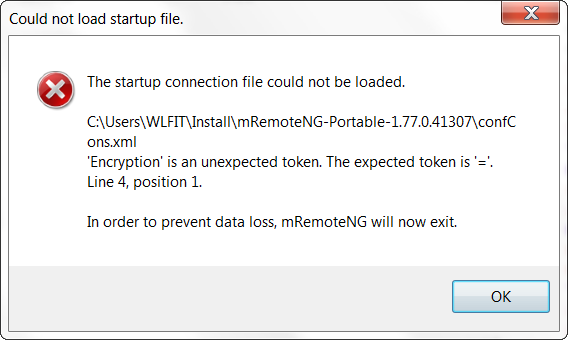 Could not load startup file.
The startup connection file could not be loaded.
C:\Users\WLFIT\Install\mRemoteNG-Portable-1.77.0.41307\confC
ons.xml
'Encryption' is an unexpected token. The expected token is '='.
Line 4, position 1.
In order to prevent data loss, mRemoteNG will now exit.
OK